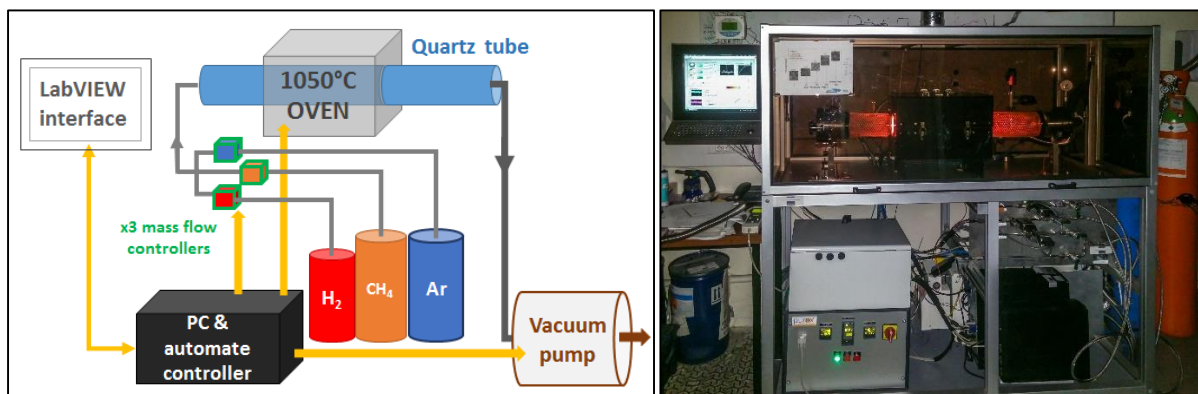 Quartz tube
LabVIEW
interface
1050°C
OVEN
x3 mass flow
controllers
H₂
CH₄
Ar
PC &
automate
controller
Vacuum
pump